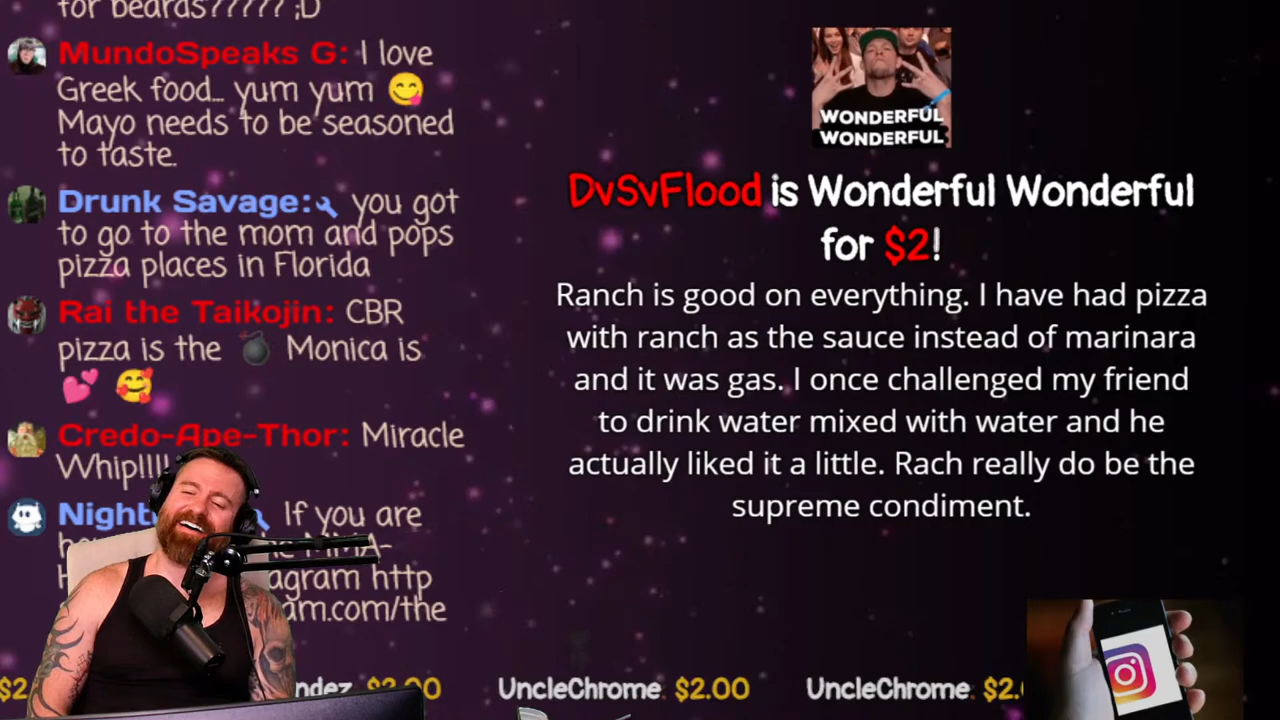 for beards????? ;D
MundoSpeaks G: I love
Greek food... yum yum 😋
Mayo needs to be seasoned
to taste.
Drunk Savage: you got
to go to the mom and pops
pizza places in Florida
Rai the Taikojin: CBR
pizza is the 💣 Monica is
💕 🥰
Credo-Ape-Thor: Miracle
Whip!!!!
If you are
MMA-
agram http
am.com/the
WONDERFUL
WONDERFUL
DvSvFlood is Wonderful Wonderful
for $2!
Ranch is good on everything. I have had pizza
with ranch as the sauce instead of marinara
and it was gas. I once challenged my friend
to drink water mixed with water and he
actually liked it a little. Rach really do be the
supreme condiment.
$2.00 UncleChrome $2.00 UncleChrome